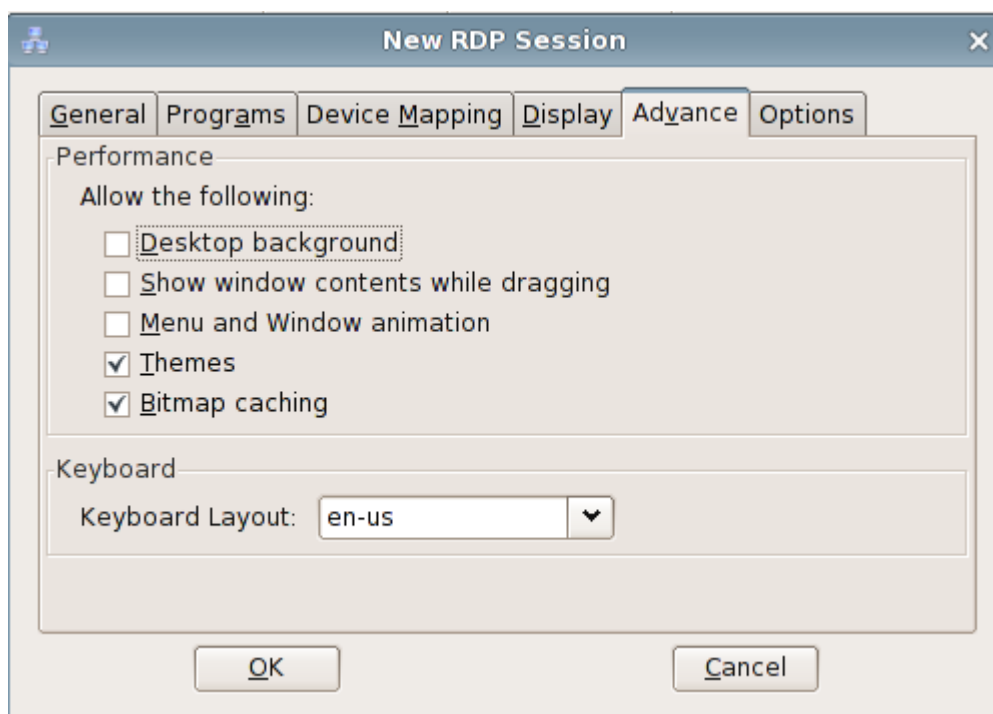 New RDP Session
General Programs Device Mapping Display Advance Options
Performance
Allow the following:
Desktop background
Show window contents while dragging
Menu and Window animation
Themes
Bitmap caching
Keyboard
Keyboard Layout: en-us
OK Cancel